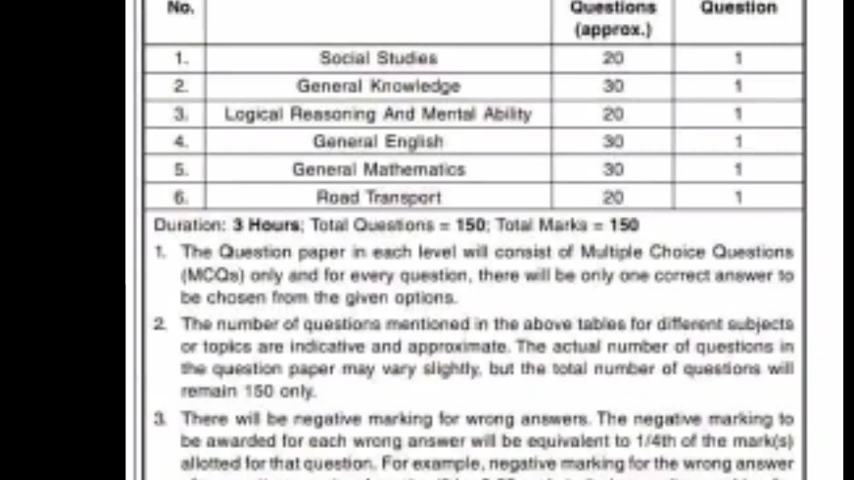 No. Questions (approx.) Question
1. Social Studies 20 1
2. General Knowledge 30 1
3. Logical Reasoning And Mental Ability 20 1
4. General English 30 1
5. General Mathematics 30 1
6. Road Transport 20 1
Duration: 3 Hours; Total Questions = 150; Total Marks = 150
1. The Question paper in each level will consist of Multiple Choice Questions
(MCQs) only and for every question, there will be only one correct answer to
be chosen from the given options.
2. The number of questions mentioned in the above tables for different subjects
or topics are indicative and approximate. The actual number of questions in
the question paper may vary slightly, but the total number of questions will
remain 150 only.
3. There will be negative marking for wrong answers. The negative marking to
be awarded for each wrong answer will be equivalent to 1/4th of the mark(s)
allotted for that question. For example, negative marking for the wrong answer